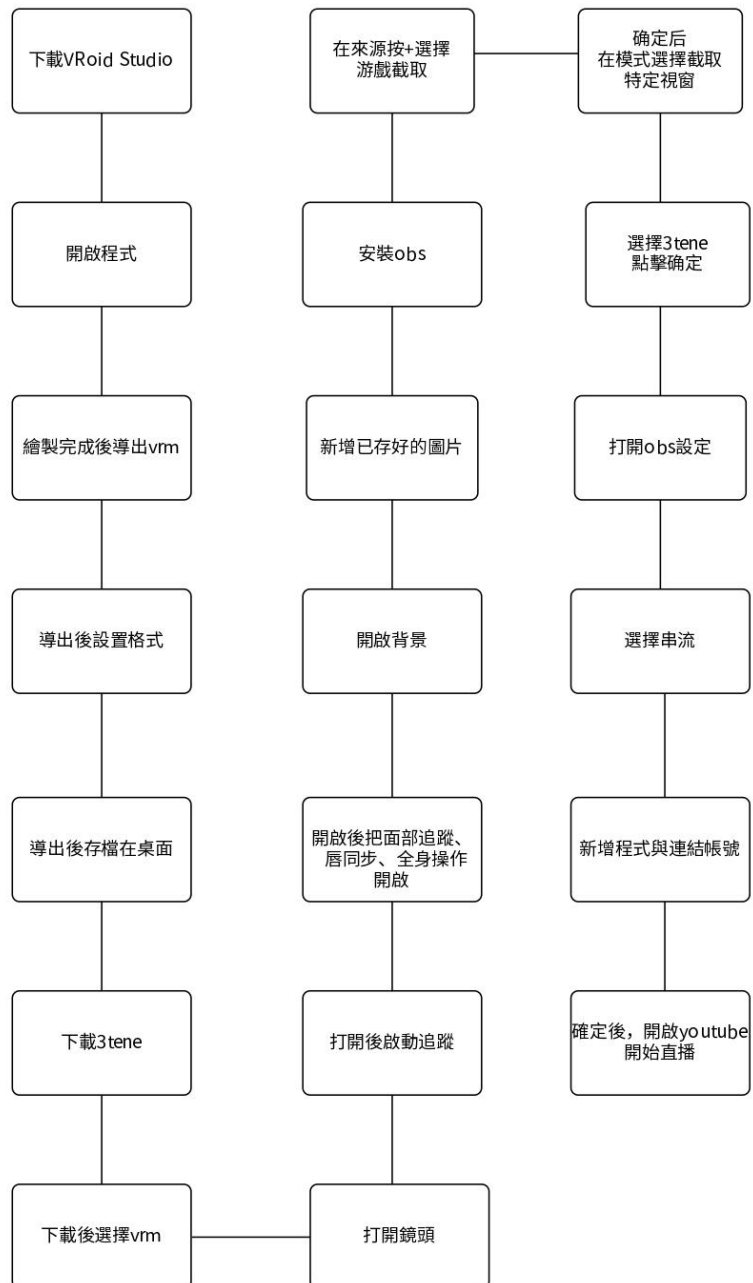 下載VRoid Studio
開啟程式
繪製完成後導出vrm
導出後設置格式
導出後存檔在桌面
下載3tene
下載後選擇vrm
打開鏡頭
打開後啟動追蹤
開啟後把面部追蹤、
唇同步、全身操作
開啟
開啟背景
新增已存好的圖片
安裝obs
在來源按+選擇
游戲截取
确定后
在模式選擇截取
特定視窗
選擇3tene
點擊确定
打開obs設定
選擇串流
新增程式與連結帳號
確定後，開啟youtube
開始直播